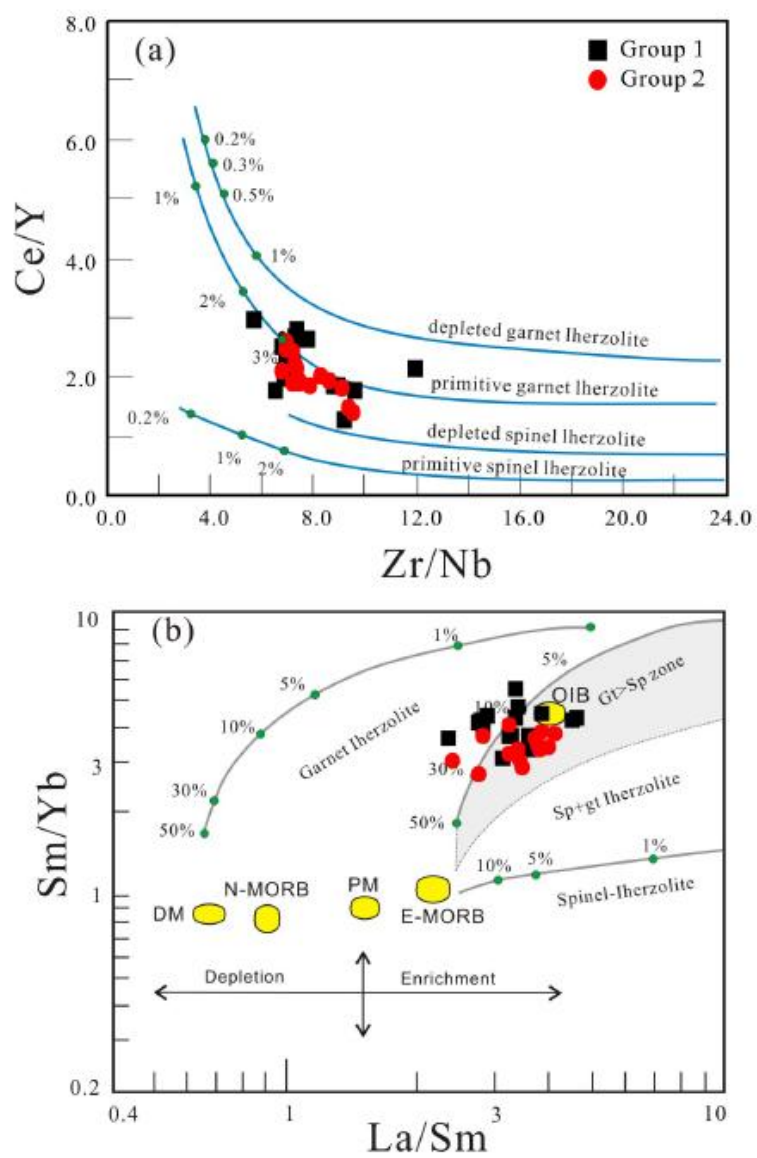 8.0
(a)
Group 1
Group 2
6.0
0.2%
0.3%
1%
0.5%
Ce/Y
4.0
1%
2%
depleted garnet lherzolite
3%
2.0
primitive garnet lherzolite
0.2%
depleted spinel lherzolite
1%
2%
primitive spinel lherzolite
0.0
0.0
4.0
8.0
12.0
16.0
20.0
24.0
Zr/Nb
10
(b)
1%
5%
5%
OIB
Gt>Sp zone
10%
10%
Garnet lherzolite
3
30%
30%
Sp+gt lherzolite
50%
50%
Sm/Yb
1%
10%
5%
1
N-MORB
PM
Spinel-lherzolite
DM
E-MORB
Depletion
Enrichment
0.2
0.4
1
3
10
La/Sm